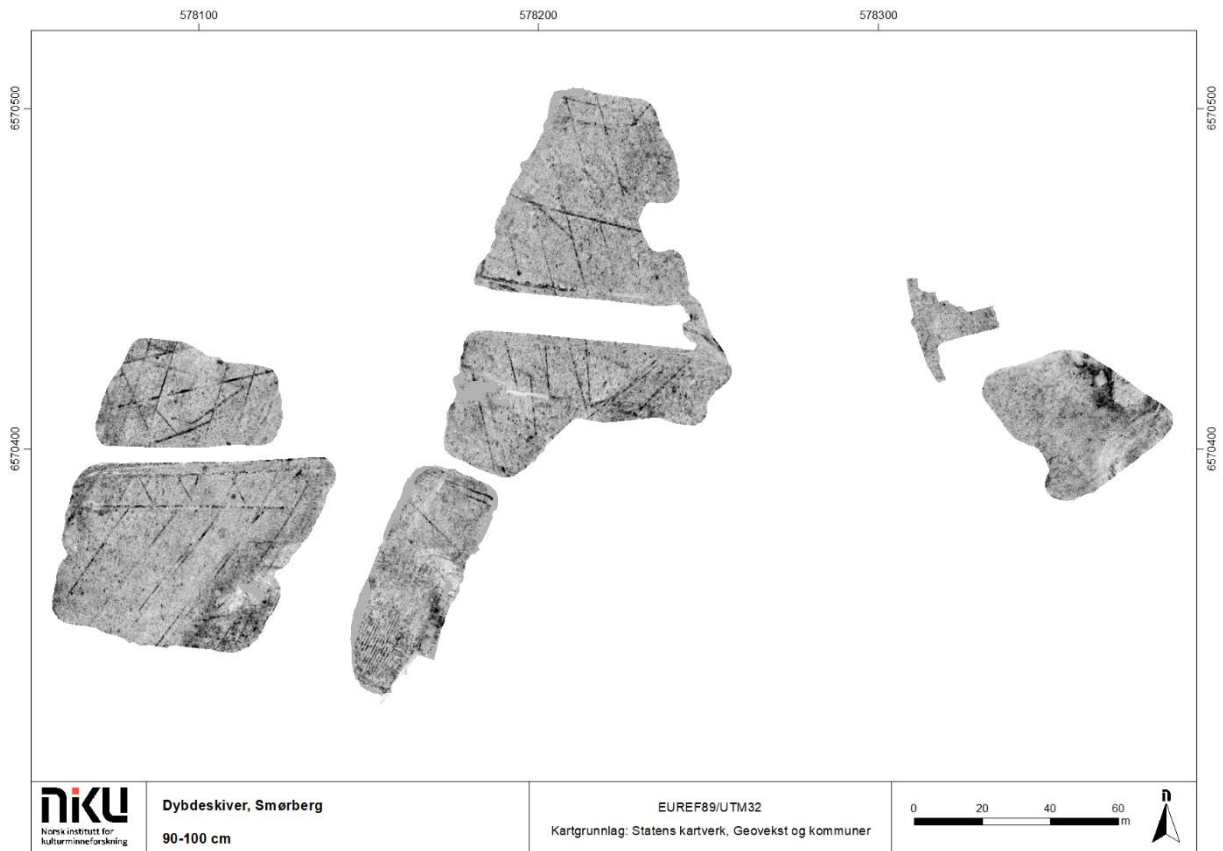 578100 578200 578300
6570500 6570500
6570400 6570400
niku
Norsk institutt for
kulturminneforskning
Dybdeskiver, Smørberg
90-100 cm
EUREF89/UTM32
Kartgrunnlag: Statens kartverk, Geovekst og kommuner
0 20 40 60
m
n